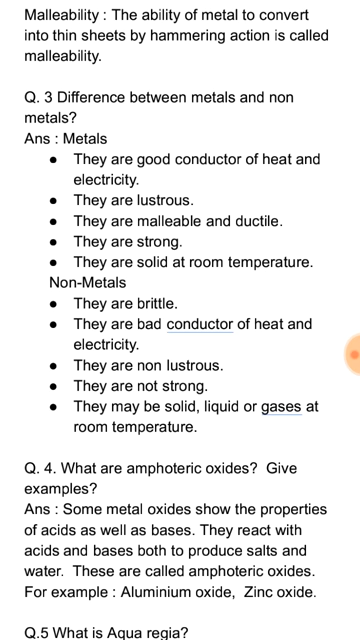 Malleability : The ability of metal to convert
into thin sheets by hammering action is called
malleability.
Q. 3 Difference between metals and non
metals?
Ans : Metals
● They are good conductor of heat and
electricity.
● They are lustrous.
● They are malleable and ductile.
● They are strong.
● They are solid at room temperature.
Non-Metals
● They are brittle.
● They are bad conductor of heat and
electricity.
● They are non lustrous.
● They are not strong.
● They may be solid, liquid or gases at
room temperature.
Q. 4. What are amphoteric oxides?  Give
examples?
Ans : Some metal oxides show the properties
of acids as well as bases. They react with
acids and bases both to produce salts and
water.  These are called amphoteric oxides.
For example : Aluminium oxide,  Zinc oxide.
Q.5 What is Aqua regia?